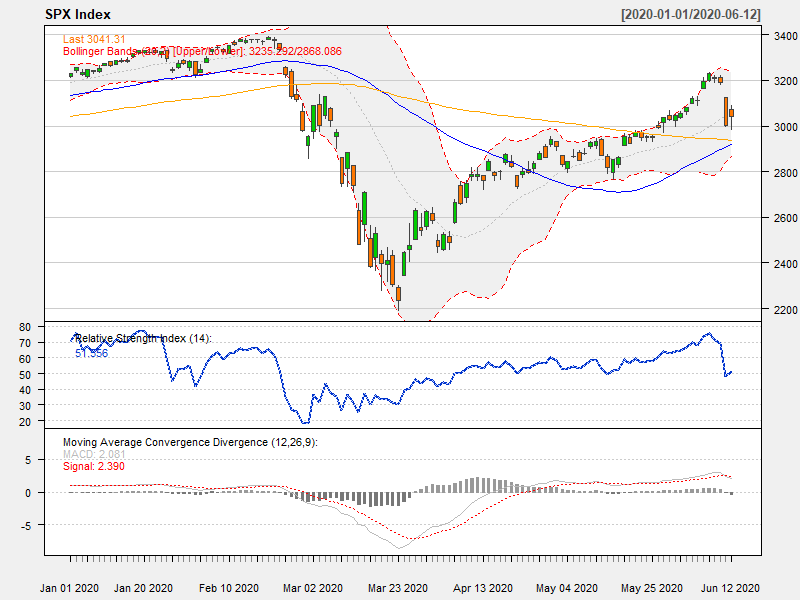 SPX Index [2020-01-01/2020-06-12]
Last 3041.31
Bollinger Bands [Upper/Lower]: 3235.292/2868.086
3400
3200
3000
2800
2600
2400
2200
Relative Strength Index (14):
51.356
80
70
60
50
40
30
20
Moving Average Convergence Divergence (12,26,9):
MACD: 2.081
Signal: 2.390
5
0
-5
Jan 01 2020 Jan 20 2020 Feb 10 2020 Mar 02 2020 Mar 23 2020 Apr 13 2020 May 04 2020 May 25 2020 Jun 12 2020